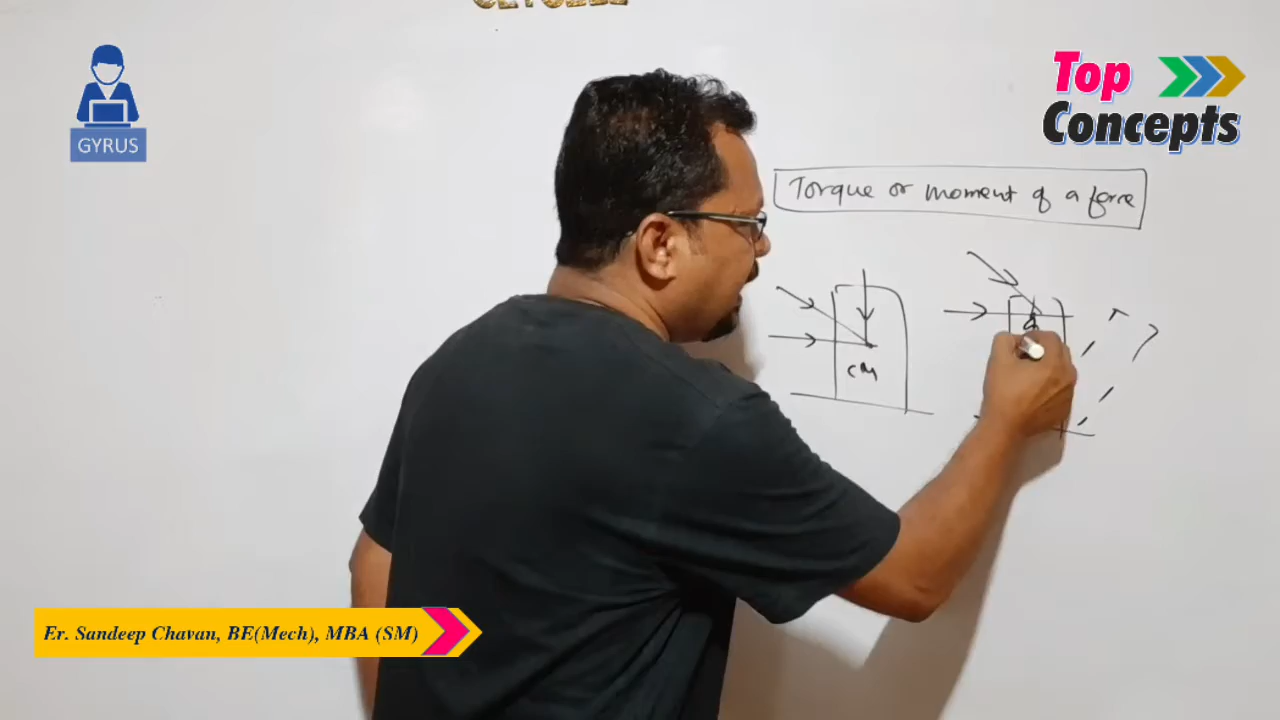 GYRUS
Top
Concepts
Torque or moment of a force
CM
Er. Sandeep Chavan, BE(Mech), MBA (SM)